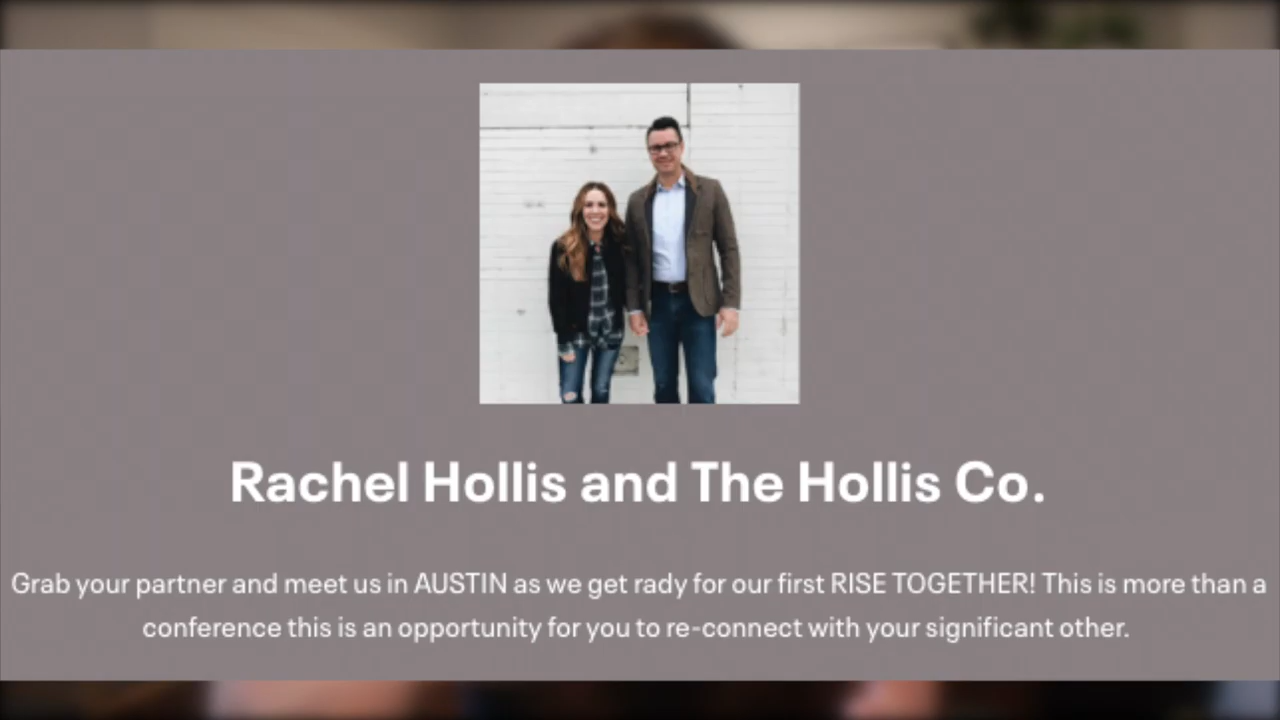 Rachel Hollis and The Hollis Co.
Grab your partner and meet us in AUSTIN as we get rady for our first RISE TOGETHER! This is more than a
conference this is an opportunity for you to re-connect with your significant other.